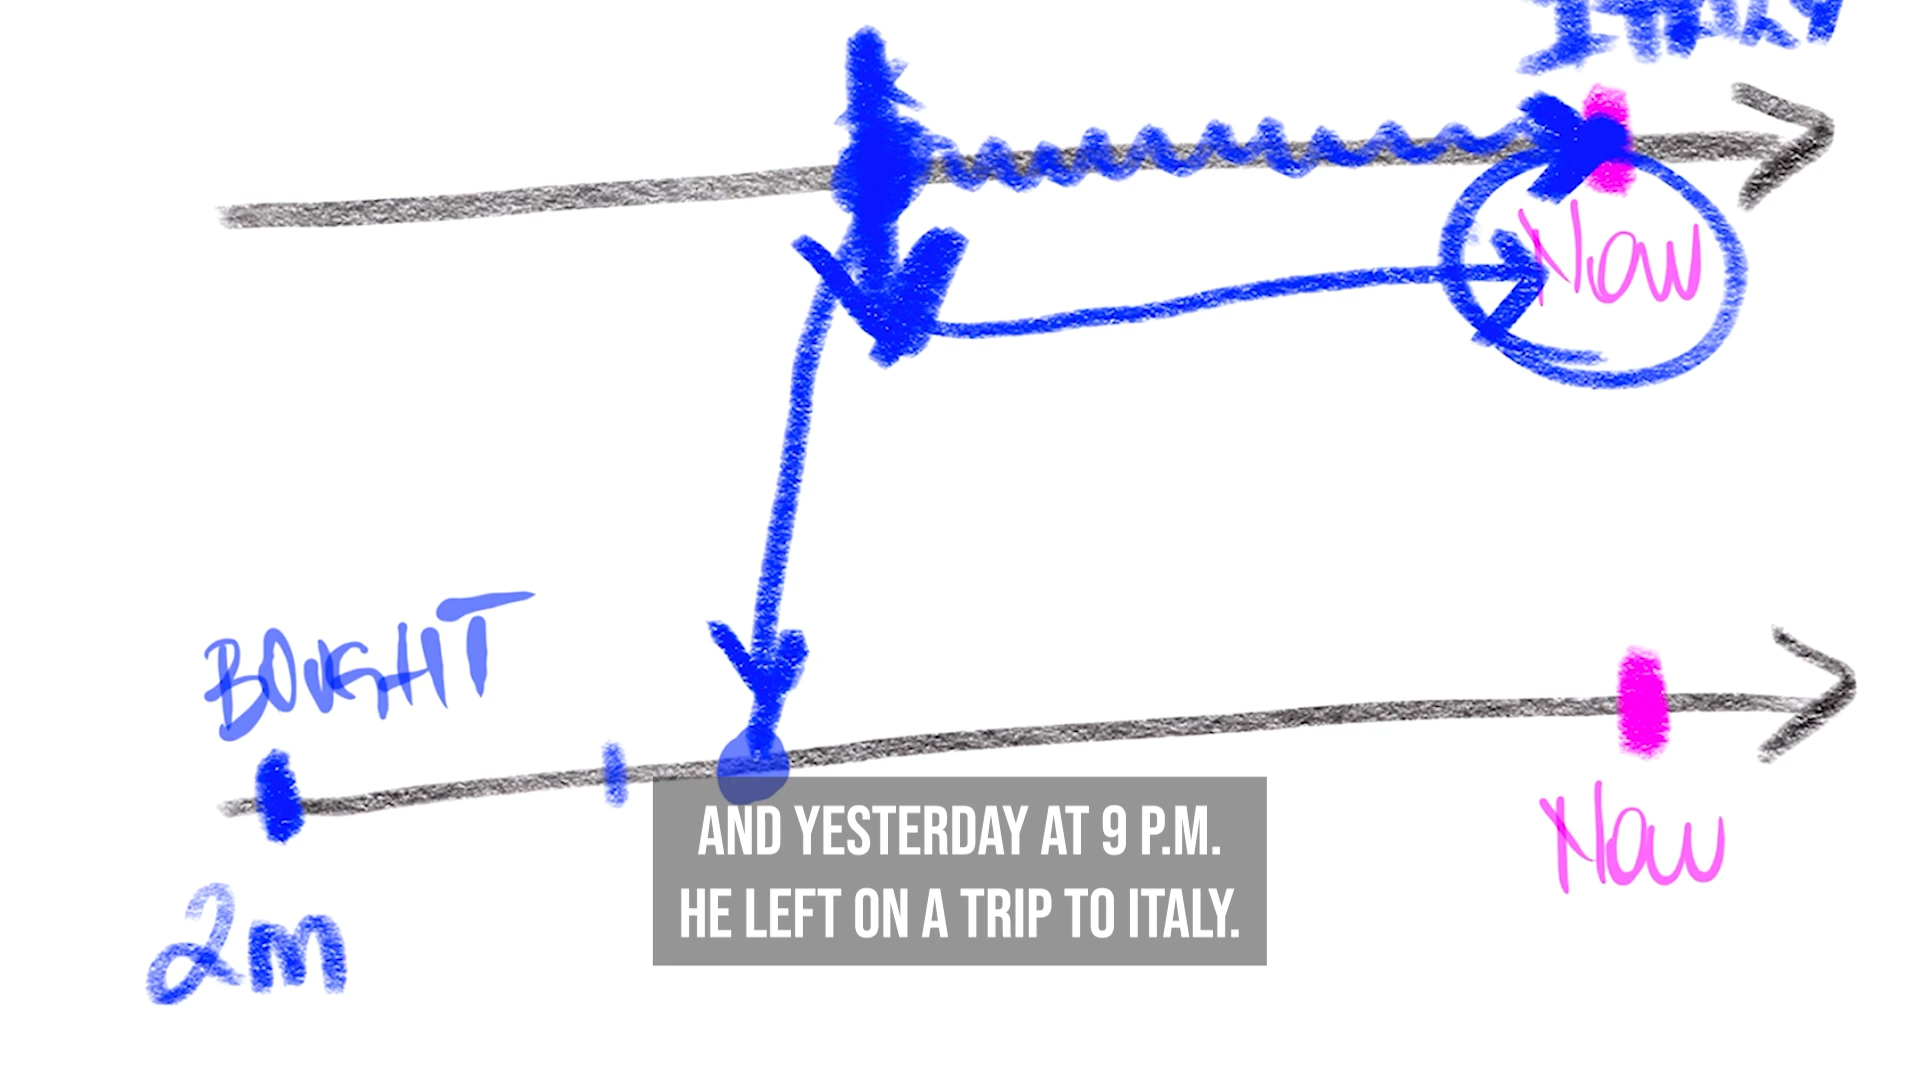 ITALY
Now
BOUGHT
Now
AND YESTERDAY AT 9 P.M.
HE LEFT ON A TRIP TO ITALY.
2m